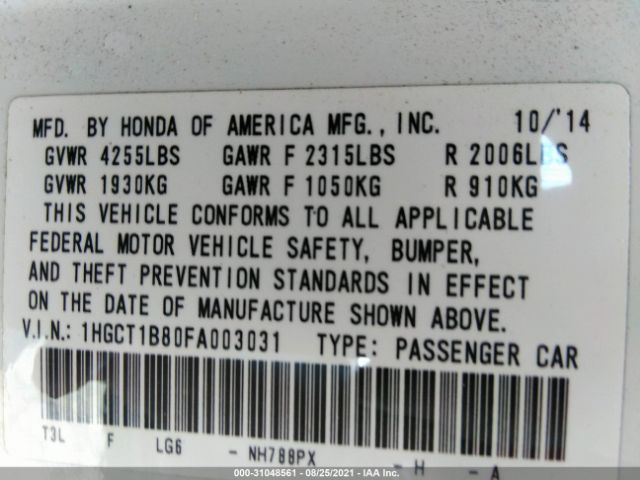 MFD. BY HONDA OF AMERICA MFG., INC. 10/'14
GVWR 4255LBS GAWR F 2315LBS R 2006LBS
GVWR 1930KG GAWR F 1050KG R 910KG
THIS VEHICLE CONFORMS TO ALL APPLICABLE
FEDERAL MOTOR VEHICLE SAFETY, BUMPER,
AND THEFT PREVENTION STANDARDS IN EFFECT
ON THE DATE OF MANUFACTURE SHOWN ABOVE.
V.I.N.: 1HGCT1B80FA003031 TYPE: PASSENGER CAR
T3L F LG6 - NH788PX - H - A
000-31048561 | 08/25/2021 - IAA Inc.